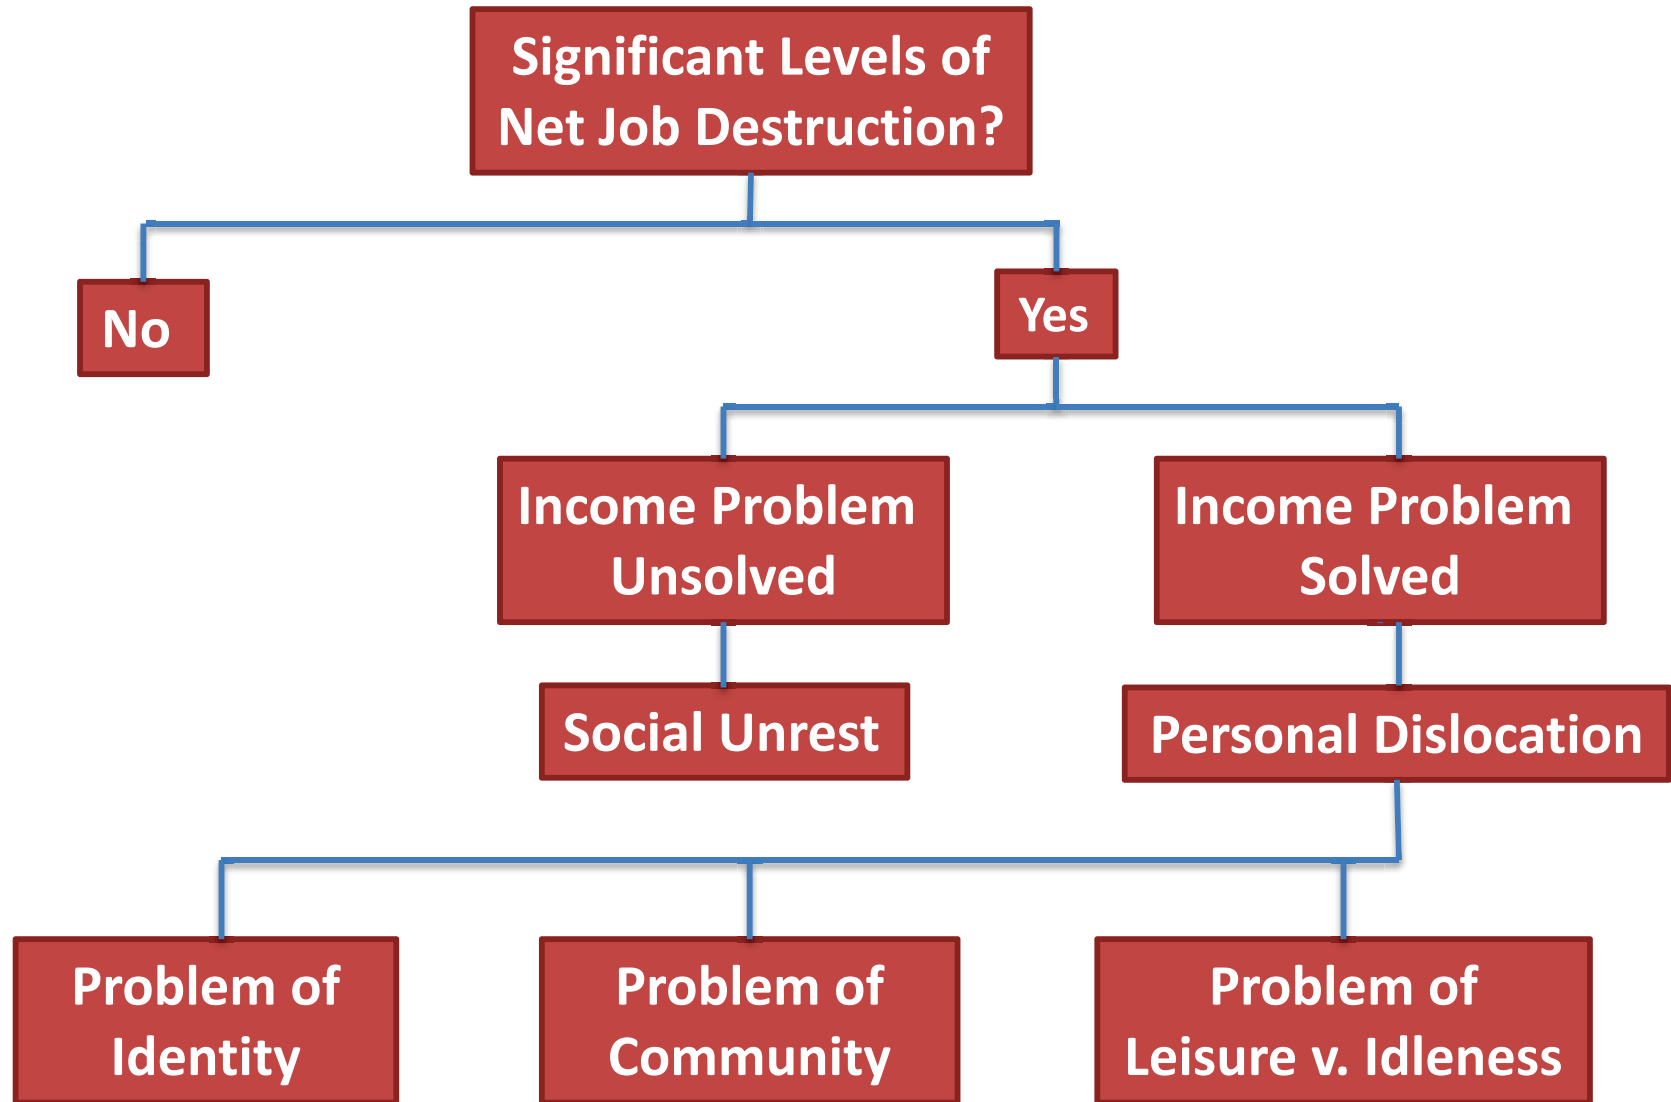 Significant Levels of
Net Job Destruction?
No
Yes
Income Problem
Unsolved
Income Problem
Solved
Social Unrest
Personal Dislocation
Problem of
Identity
Problem of
Community
Problem of
Leisure v. Idleness